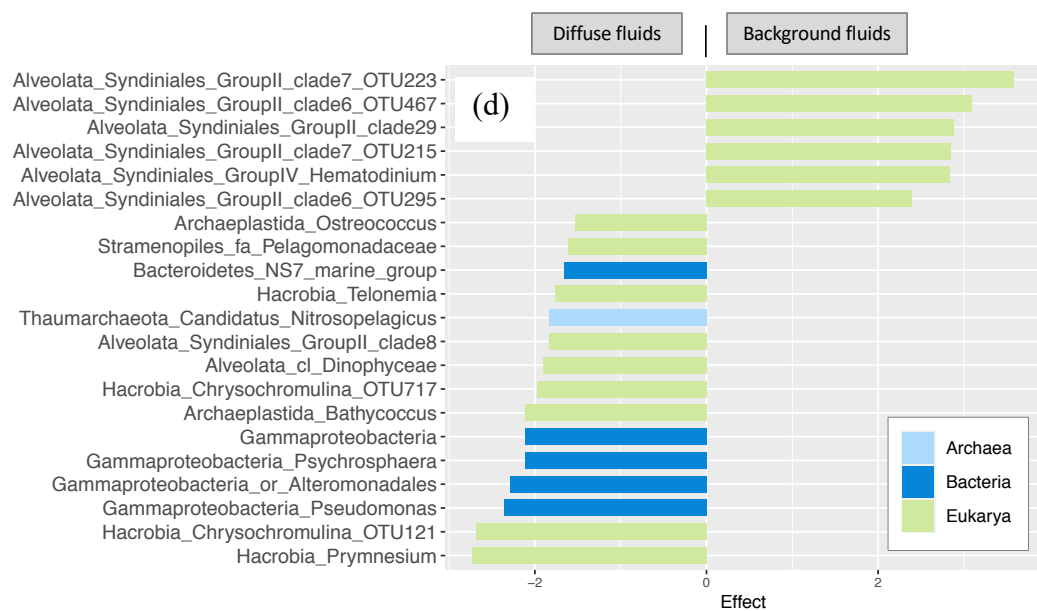 Diffuse fluids | Background fluids
(d)
Alveolata_Syndiniales_GroupII_clade7_OTU223
Alveolata_Syndiniales_GroupII_clade6_OTU467
Alveolata_Syndiniales_GroupII_clade29
Alveolata_Syndiniales_GroupII_clade7_OTU215
Alveolata_Syndiniales_GroupIV_Hematodinium
Alveolata_Syndiniales_GroupII_clade6_OTU295
Archaeplastida_Ostreococcus
Stramenopiles_fa_Pelagomonadaceae
Bacteroidetes_NS7_marine_group
Hacrobia_Telonemia
Thaumarchaeota_Candidatus_Nitrosopelagicus
Alveolata_Syndiniales_GroupII_clade8
Alveolata_cl_Dinophyceae
Hacrobia_Chrysochromulina_OTU717
Archaeplastida_Bathycoccus
Gammaproteobacteria
Gammaproteobacteria_Psychrosphaera
Gammaproteobacteria_or_Alteromonadales
Gammaproteobacteria_Pseudomonas
Hacrobia_Chrysochromulina_OTU121
Hacrobia_Prymnesium
Archaea
Bacteria
Eukarya
-2 0 2
Effect